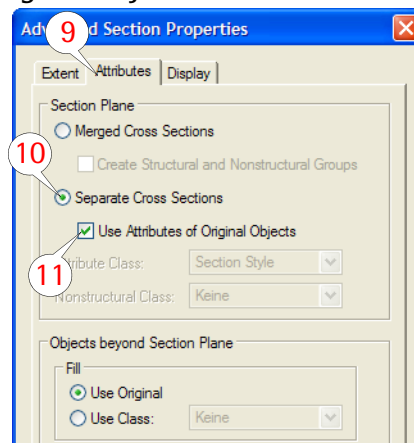 Ad
d Section Properties
9
Extent Attributes Display
Section Plane
Merged Cross Sections
10
Create Structural and Nonstructural Groups
Separate Cross Sections
Use Attributes of Original Objects
11
tribute Class: Section Style
Nonstructural Class: Keine
Objects beyond Section Plane
Fill
Use Original
Use Class: Keine